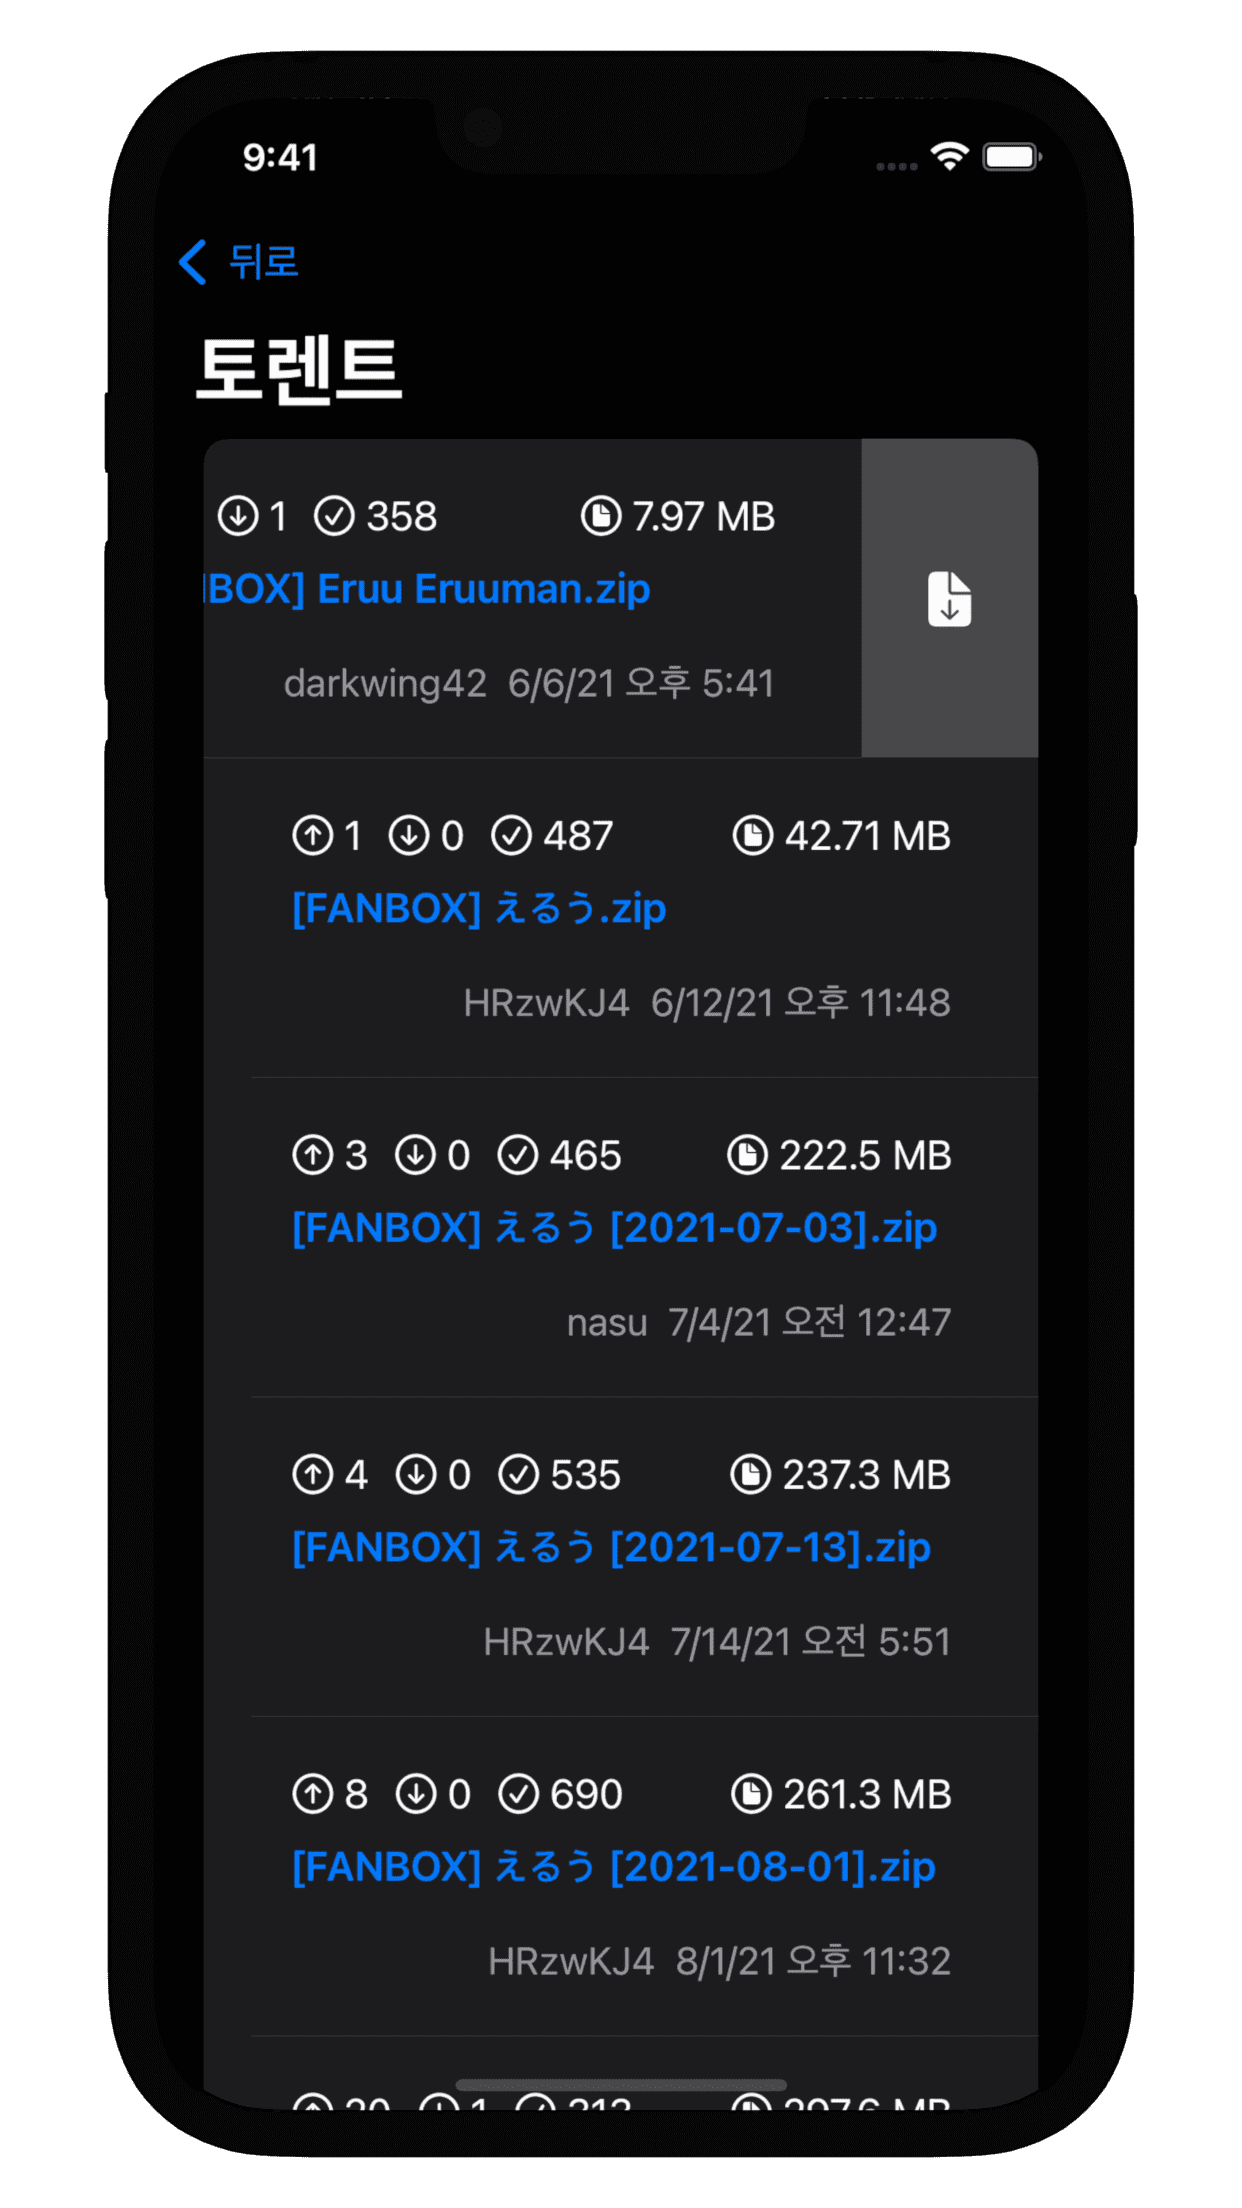 9:41
뒤로
토렌트
1 358 7.97 MB
BOX] Eruu Eruuman.zip
darkwing42 6/6/21 오후 5:41
1 0 487 42.71 MB
[FANBOX] えるう.zip
HRzwKJ4 6/12/21 오후 11:48
3 0 465 222.5 MB
[FANBOX] えるう [2021-07-03].zip
nasu 7/4/21 오전 12:47
4 0 535 237.3 MB
[FANBOX] えるう [2021-07-13].zip
HRzwKJ4 7/14/21 오전 5:51
8 0 690 261.3 MB
[FANBOX] えるう [2021-08-01].zip
HRzwKJ4 8/1/21 오후 11:32
20 1 MB